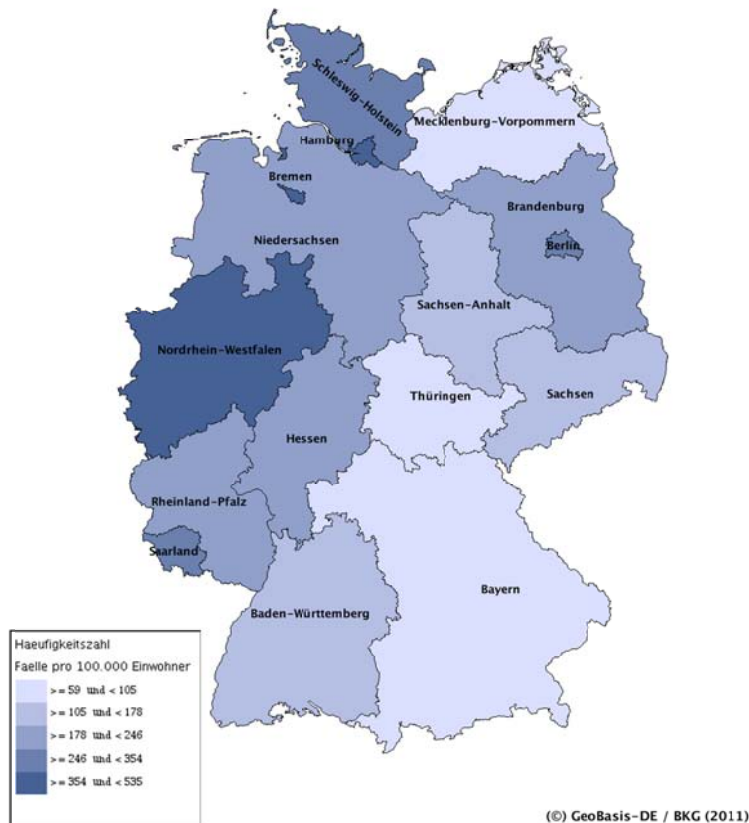 Schleswig-Holstein
Mecklenburg-Vorpommern
Hamburg
Bremen
Brandenburg
Niedersachsen
Berlin
Sachsen-Anhalt
Nordrhein-Westfalen
Thüringen
Sachsen
Hessen
Rheinland-Pfalz
Saarland
Bayern
Baden-Württemberg
Haeufigkeitszahl
Faelle pro 100.000 Einwohner
>= 59 und < 105
>= 105 und < 178
>= 178 und < 246
>= 246 und < 354
>= 354 und < 535
(©) GeoBasis-DE / BKG (2011)